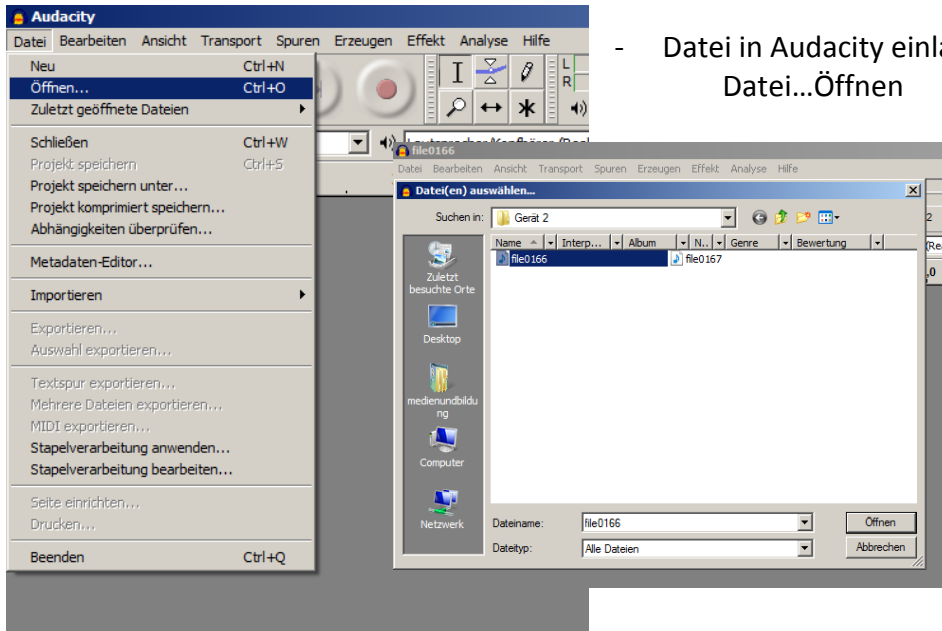 Audacity
Datei Bearbeiten Ansicht Transport Spuren Erzeugen Effekt Analyse Hilfe
Neu Ctrl+N
Öffnen... Ctrl+O
Zuletzt geöffnete Dateien
Schließen Ctrl+W
Projekt speichern Ctrl+S
Projekt speichern unter...
Projekt komprimiert speichern...
Abhängigkeiten überprüfen...
Metadaten-Editor...
Importieren
Exportieren...
Auswahl exportieren...
Textspur exportieren...
Mehrere Dateien exportieren...
MIDI exportieren...
Stapelverarbeitung anwenden...
Stapelverarbeitung bearbeiten...
Seite einrichten...
Drucken...
Beenden Ctrl+Q
L
R
- Datei in Audacity einla
Datei...Öffnen
file0166
Datei Bearbeiten Ansicht Transport Spuren Erzeugen Effekt Analyse Hilfe
Datei(en) auswählen...
Suchen in: Gerät 2
Name Interp... Album N.. Genre Bewertung
file0166 file0167
Zuletzt
besuchte Orte
Desktop
medienundbildu
ng
Computer
Netzwerk
Dateiname: file0166 Öffnen
Dateityp: Alle Dateien Abbrechen
2
(Re
,0